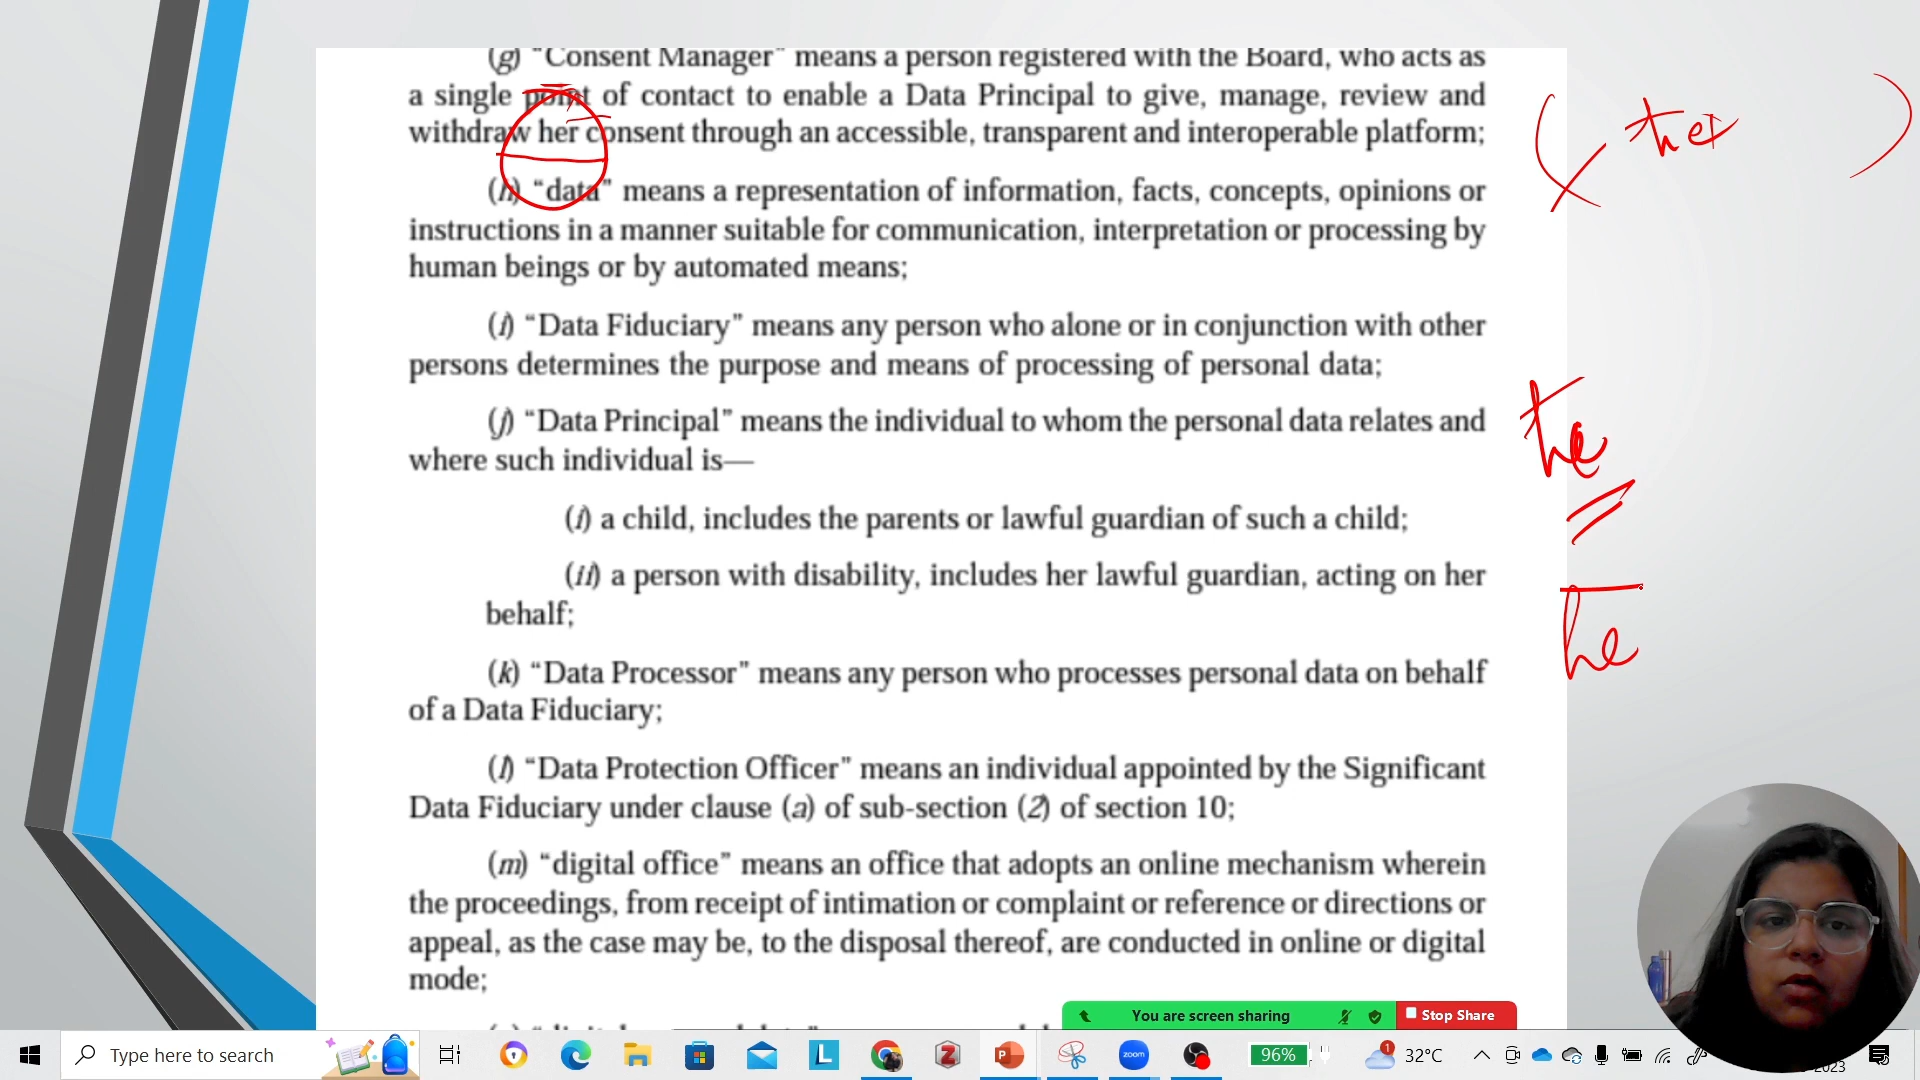 (g) “Consent Manager” means a person registered with the Board, who acts as
a single point of contact to enable a Data Principal to give, manage, review and
withdraw her consent through an accessible, transparent and interoperable platform;
(h) “data” means a representation of information, facts, concepts, opinions or
instructions in a manner suitable for communication, interpretation or processing by
human beings or by automated means;
(i) “Data Fiduciary” means any person who alone or in conjunction with other
persons determines the purpose and means of processing of personal data;
(j) “Data Principal” means the individual to whom the personal data relates and
where such individual is—
(i) a child, includes the parents or lawful guardian of such a child;
(ii) a person with disability, includes her lawful guardian, acting on her
behalf;
(k) “Data Processor” means any person who processes personal data on behalf
of a Data Fiduciary;
(l) “Data Protection Officer” means an individual appointed by the Significant
Data Fiduciary under clause (a) of sub-section (2) of section 10;
(m) “digital office” means an office that adopts an online mechanism wherein
the proceedings, from receipt of intimation or complaint or reference or directions or
appeal, as the case may be, to the disposal thereof, are conducted in online or digital
mode;
he
You are screen sharing
Stop Share
Type here to search
L
Z
P
zoom
96%
1
32°C
2023